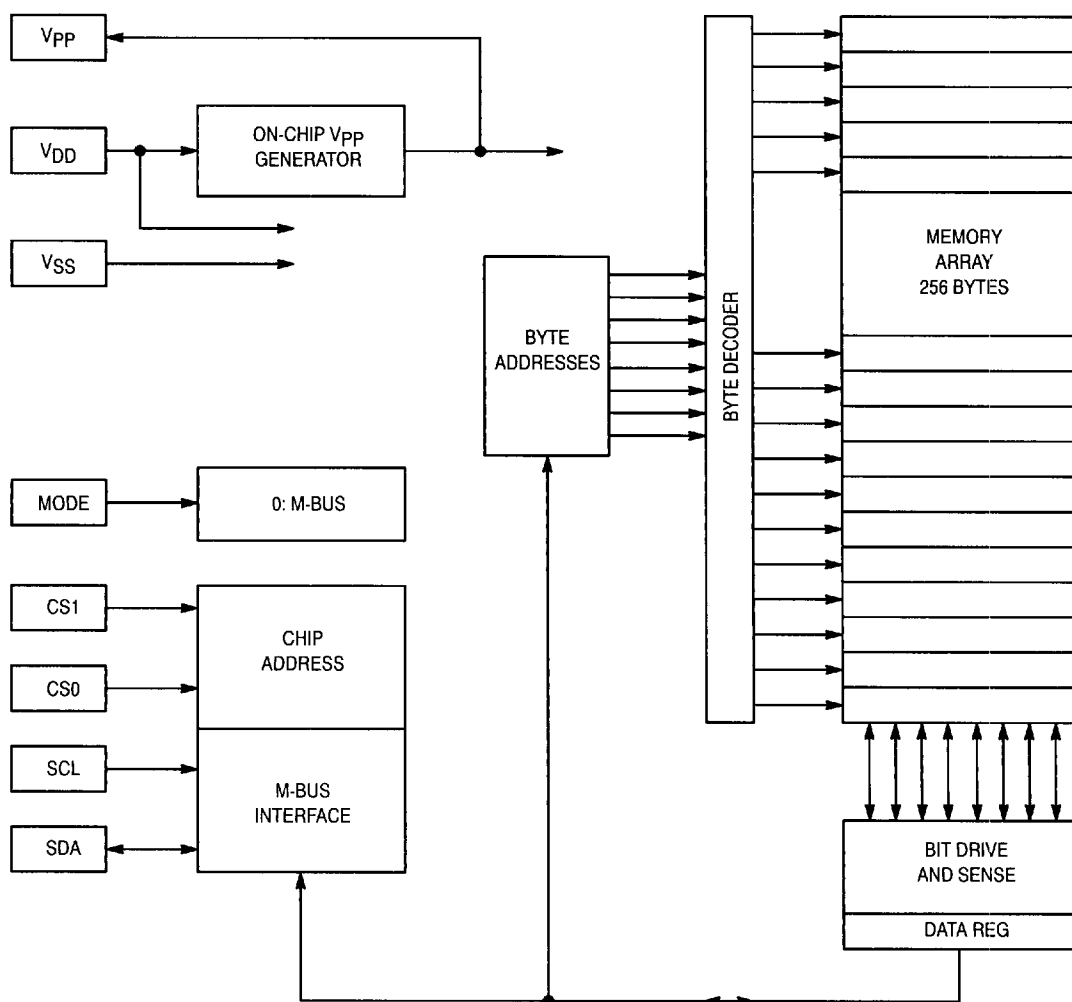 VPP
VDD
ON-CHIP VPP
GENERATOR
VSS
BYTE
ADDRESSES
BYTE DECODER
MEMORY
ARRAY
256 BYTES
MODE
0: M-BUS
CS1
CS0
CHIP
ADDRESS
SCL
SDA
M-BUS
INTERFACE
BIT DRIVE
AND SENSE
DATA REG